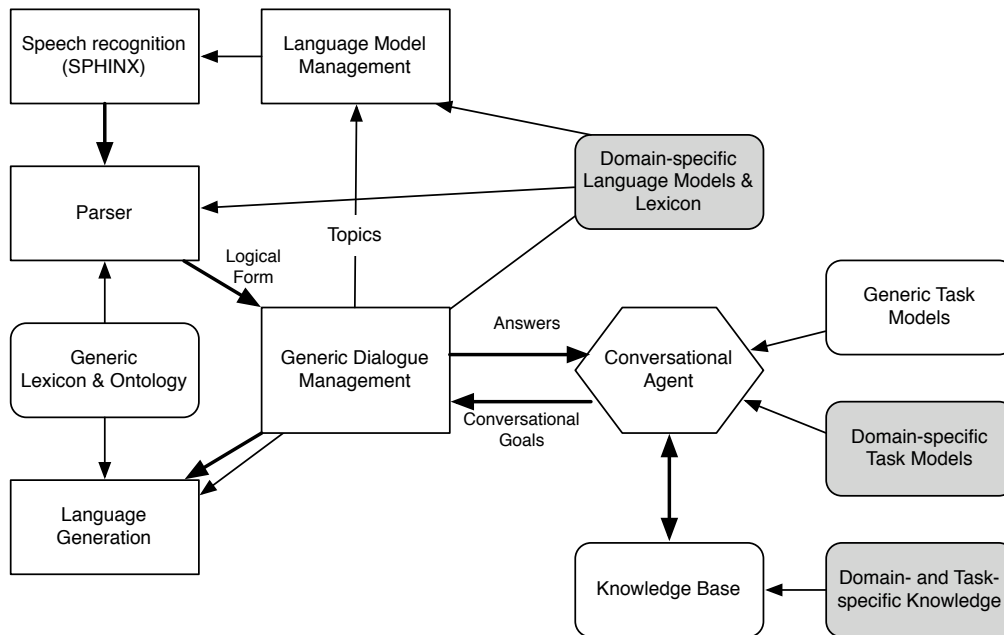 Speech recognition
(SPHINX)
Language Model
Management
Domain-specific
Language Models &
Lexicon
Parser
Topics
Logical
Form
Generic Task
Models
Answers
Generic
Lexicon & Ontology
Generic Dialogue
Management
Conversational
Agent
Conversational
Goals
Domain-specific
Task Models
Language
Generation
Knowledge Base
Domain- and Task-
specific Knowledge